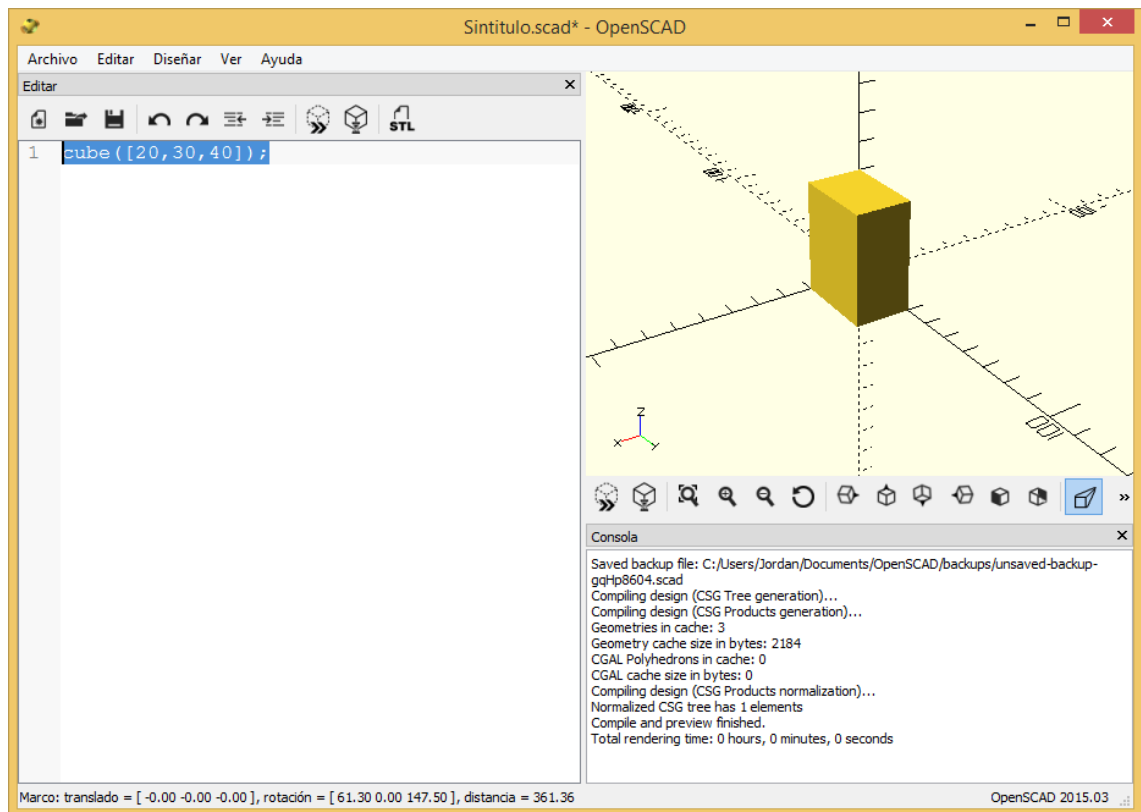 Sintitulo.scad* - OpenSCAD
Archivo Editar Diseñar Ver Ayuda
Editar
STL
1 cube([20,30,40]);
100
Z
X
Y
Consola
Saved backup file: C:/Users/Jordan/Documents/OpenSCAD/backups/unsaved-backup-
gqHp8604.scad
Compiling design (CSG Tree generation)...
Compiling design (CSG Products generation)...
Geometries in cache: 3
Geometry cache size in bytes: 2184
CGAL Polyhedrons in cache: 0
CGAL cache size in bytes: 0
Compiling design (CSG Products normalization)...
Normalized CSG tree has 1 elements
Compile and preview finished.
Total rendering time: 0 hours, 0 minutes, 0 seconds
Marco: translado = [ -0.00 -0.00 -0.00 ], rotación = [ 61.30 0.00 147.50 ], distancia = 361.36
OpenSCAD 2015.03